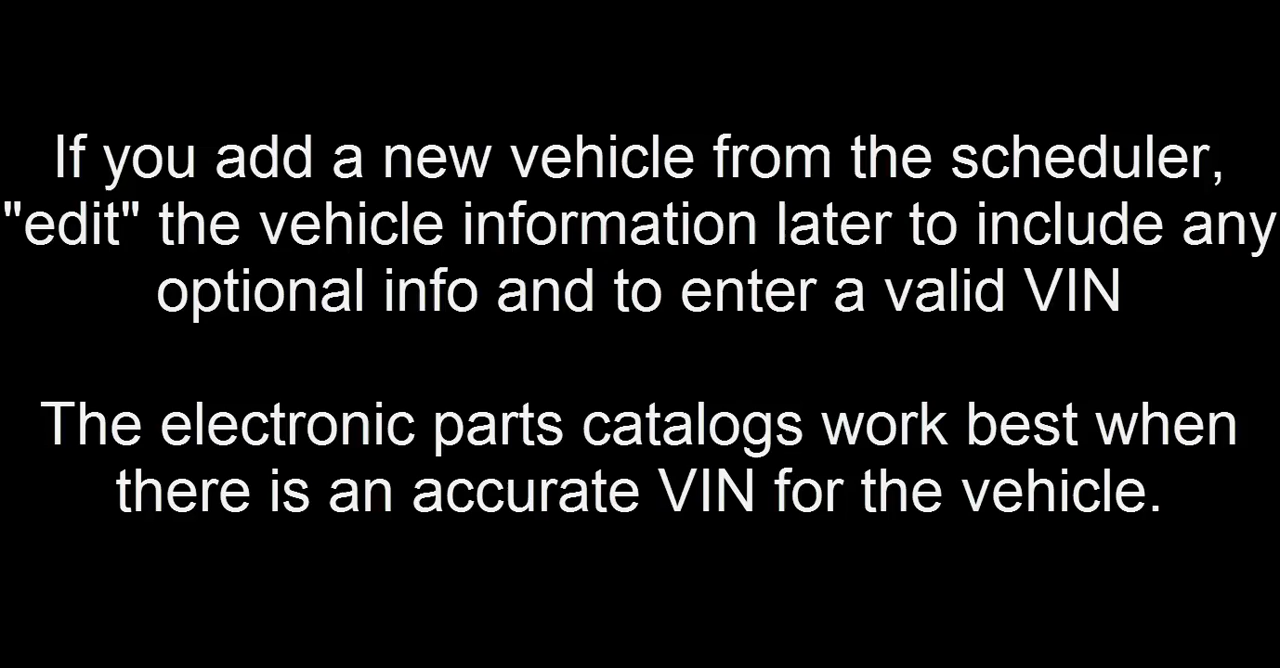 If you add a new vehicle from the scheduler,
"edit" the vehicle information later to include any
optional info and to enter a valid VIN
The electronic parts catalogs work best when
there is an accurate VIN for the vehicle.